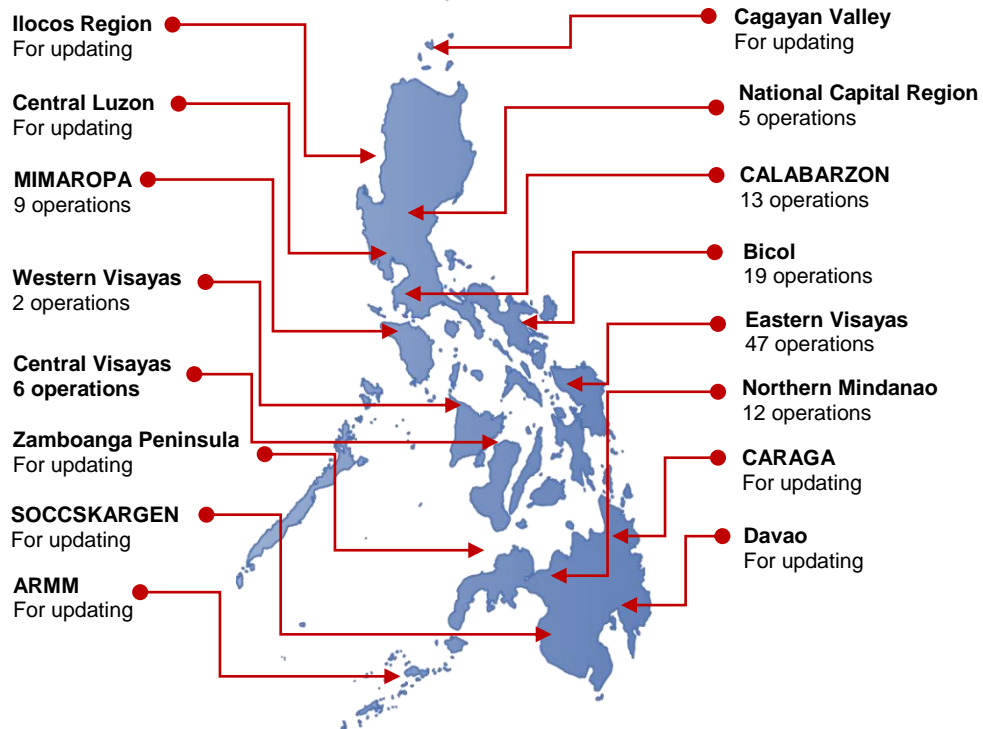 Ilocos Region
For updating
Central Luzon
For updating
MIMAROPA
9 operations
Western Visayas
2 operations
Central Visayas
6 operations
Zamboanga Peninsula
For updating
SOCCSKARGEN
For updating
ARMM
For updating
Cagayan Valley
For updating
National Capital Region
5 operations
CALABARZON
13 operations
Bicol
19 operations
Eastern Visayas
47 operations
Northern Mindanao
12 operations
CARAGA
For updating
Davao
For updating